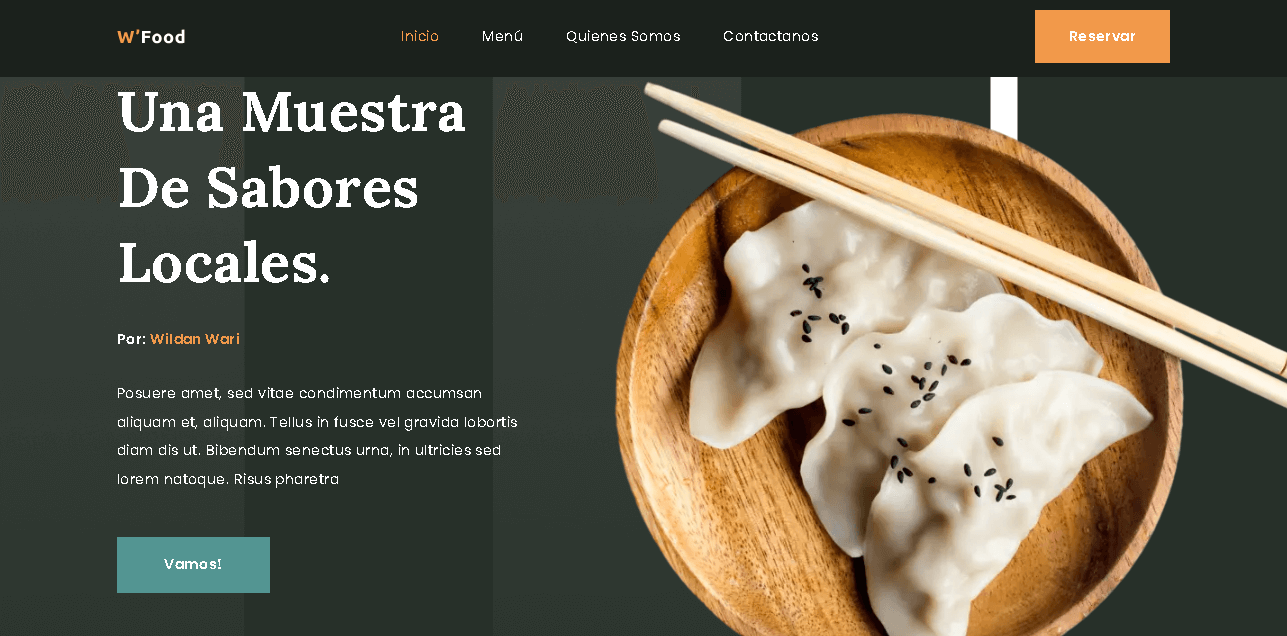 W'Food
Inicio
Menú
Quienes Somos
Contactanos
Reservar
Una Muestra
De Sabores
Locales.
Por: Wildan Wari
Posuere amet, sed vitae condimentum accumsan
aliquam et, aliquam. Tellus in fusce vel gravida lobortis
diam dis ut. Bibendum senectus urna, in ultricies sed
lorem natoque. Risus pharetra
Vamos!